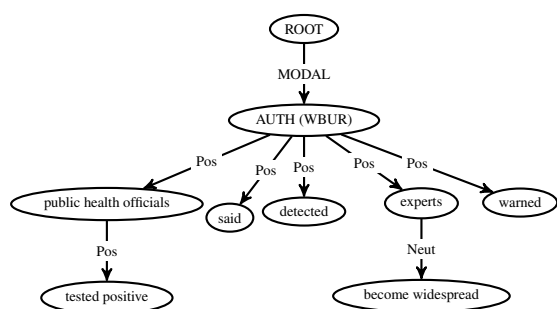 ROOT
MODAL
AUTH (WBUR)
Pos Pos Pos Pos Pos
public health officials said detected experts warned
Pos Neut
tested positive become widespread